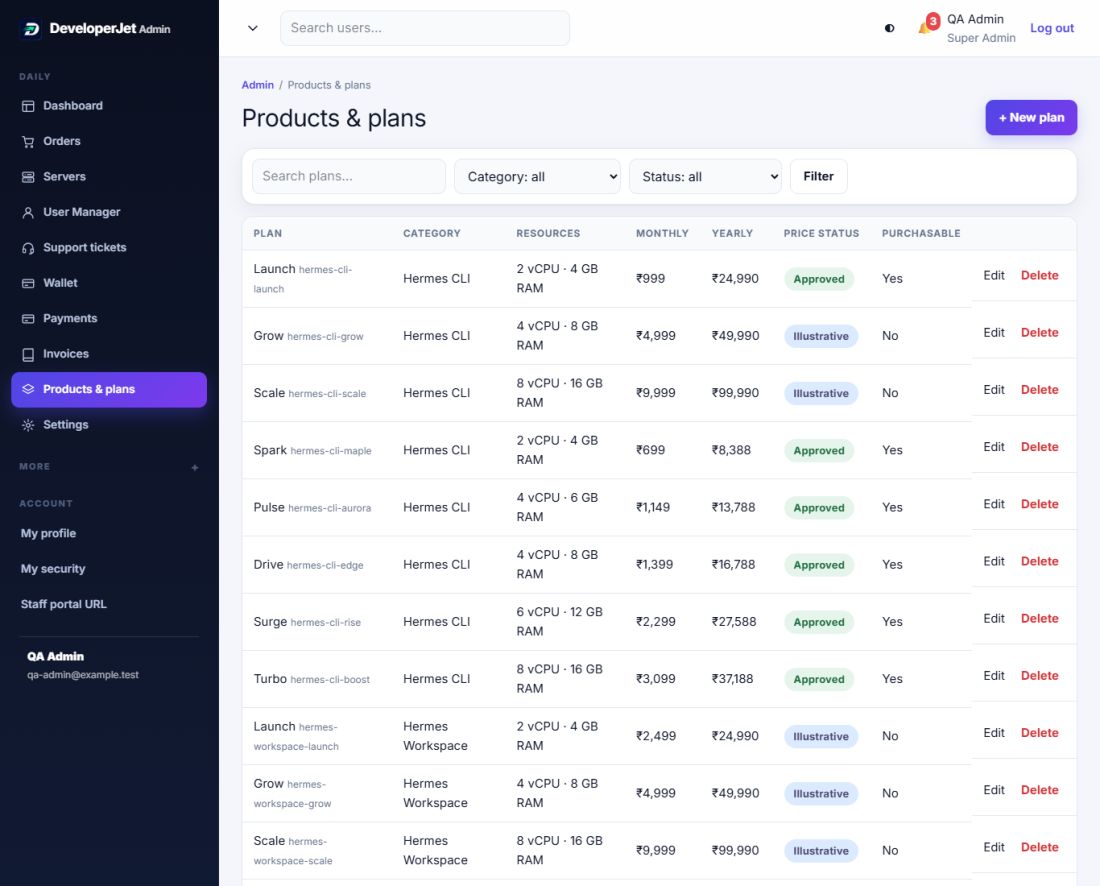 DeveloperJet Admin
Search users...
3
QA Admin
Super Admin
Log out
DAILY
Dashboard
Orders
Servers
User Manager
Support tickets
Wallet
Payments
Invoices
Products & plans
Settings
MORE +
ACCOUNT
My profile
My security
Staff portal URL
QA Admin
qa-admin@example.test
Admin / Products & plans
Products & plans
+ New plan
Search plans...
Category: all
Status: all
Filter
PLAN CATEGORY RESOURCES MONTHLY YEARLY PRICE STATUS PURCHASABLE
Launch hermes-cli-
launch
Hermes CLI
2 vCPU · 4 GB
RAM
₹999 ₹24,990 Approved Yes Edit Delete
Grow hermes-cli-grow
Hermes CLI
4 vCPU · 8 GB
RAM
₹4,999 ₹49,990 Illustrative No Edit Delete
Scale hermes-cli-scale
Hermes CLI
8 vCPU · 16 GB
RAM
₹9,999 ₹99,990 Illustrative No Edit Delete
Spark hermes-cli-maple
Hermes CLI
2 vCPU · 4 GB
RAM
₹699 ₹8,388 Approved Yes Edit Delete
Pulse hermes-cli-aurora
Hermes CLI
4 vCPU · 6 GB
RAM
₹1,149 ₹13,788 Approved Yes Edit Delete
Drive hermes-cli-edge
Hermes CLI
4 vCPU · 8 GB
RAM
₹1,399 ₹16,788 Approved Yes Edit Delete
Surge hermes-cli-rise
Hermes CLI
6 vCPU · 12 GB
RAM
₹2,299 ₹27,588 Approved Yes Edit Delete
Turbo hermes-cli-boost
Hermes CLI
8 vCPU · 16 GB
RAM
₹3,099 ₹37,188 Approved Yes Edit Delete
Launch hermes-
workspace-launch
Hermes
Workspace
2 vCPU · 4 GB
RAM
₹2,499 ₹24,990 Illustrative No Edit Delete
Grow hermes-
workspace-grow
Hermes
Workspace
4 vCPU · 8 GB
RAM
₹4,999 ₹49,990 Illustrative No Edit Delete
Scale hermes-
workspace-scale
Hermes
Workspace
8 vCPU · 16 GB
RAM
₹9,999 ₹99,990 Illustrative No Edit Delete